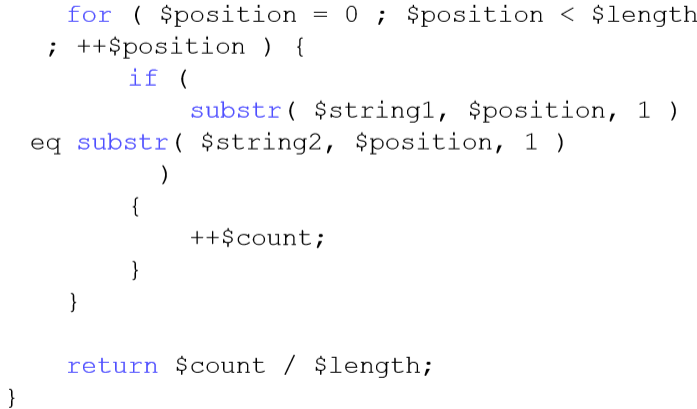 for ( $position = 0 ; $position < $length
; ++$position ) {
if (
substr( $string1, $position, 1 )
eq substr( $string2, $position, 1 )
)
{
++$count;
}
}
return $count / $length;
}